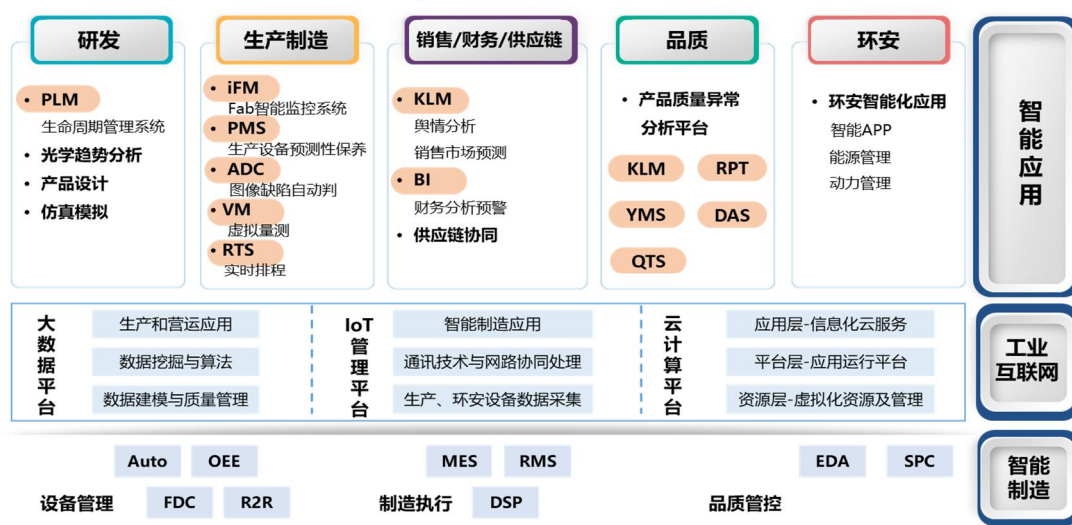 研发
生产制造
销售/财务/供应链
品质
环安
• PLM
生命周期管理系统
• 光学趋势分析
• 产品设计
• 仿真模拟
• iFM
Fab智能监控系统
• PMS
生产设备预测性保养
• ADC
图像缺陷自动判
• VM
虚拟量测
• RTS
实时排程
• KLM
舆情分析
销售市场预测
• BI
财务分析预警
• 供应链协同
• 产品质量异常
分析平台
KLM
RPT
YMS
DAS
QTS
• 环安智能化应用
智能APP
能源管理
动力管理
智能应用
大数据平台
生产和营运应用
数据挖掘与算法
数据建模与质量管理
IoT管理平台
智能制造应用
通讯技术与网路协同处理
生产、环安设备数据采集
云计算平台
应用层-信息化云服务
平台层-应用运行平台
资源层-虚拟化资源及管理
工业
互联网
Auto
OEE
设备管理
FDC
R2R
MES
RMS
制造执行
DSP
EDA
SPC
品质管控
智能
制造